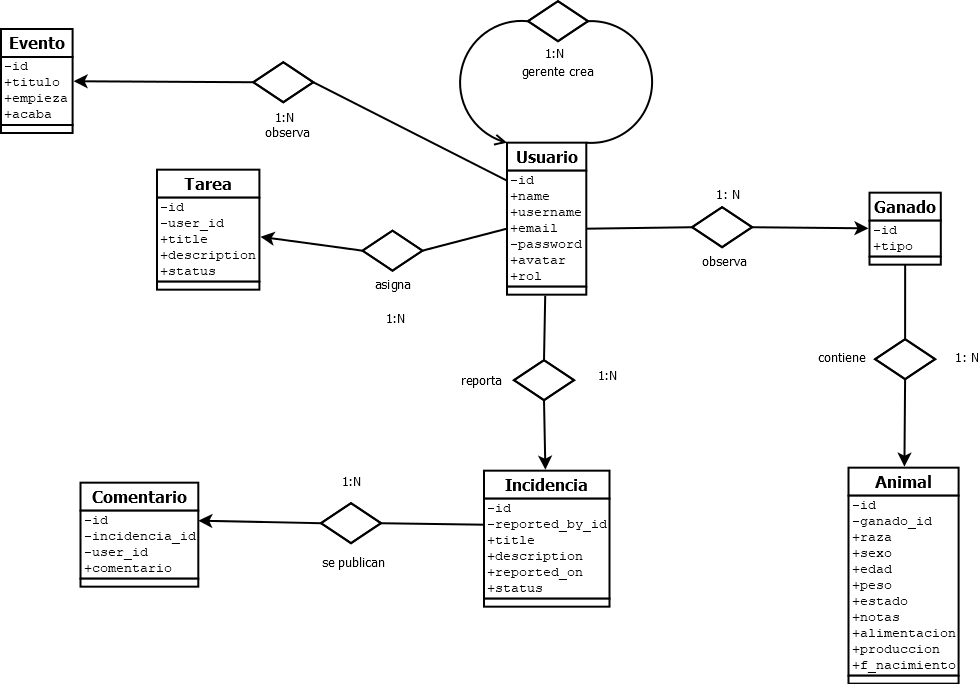 Evento
-id
+titulo
+empieza
+acaba
1:N
observa
1:N
gerente crea
Usuario
-id
+name
+username
+email
-password
+avatar
+rol
Tarea
-id
-user_id
+title
+description
+status
asigna
1:N
1: N
observa
Ganado
-id
+tipo
contiene
1: N
reporta
1:N
Comentario
-id
-incidencia_id
-user_id
+comentario
1:N
se publican
Incidencia
-id
-reported_by_id
+title
+description
+reported_on
+status
Animal
-id
-ganado_id
+raza
+sexo
+edad
+peso
+estado
+notas
+alimentacion
+produccion
+f_nacimiento